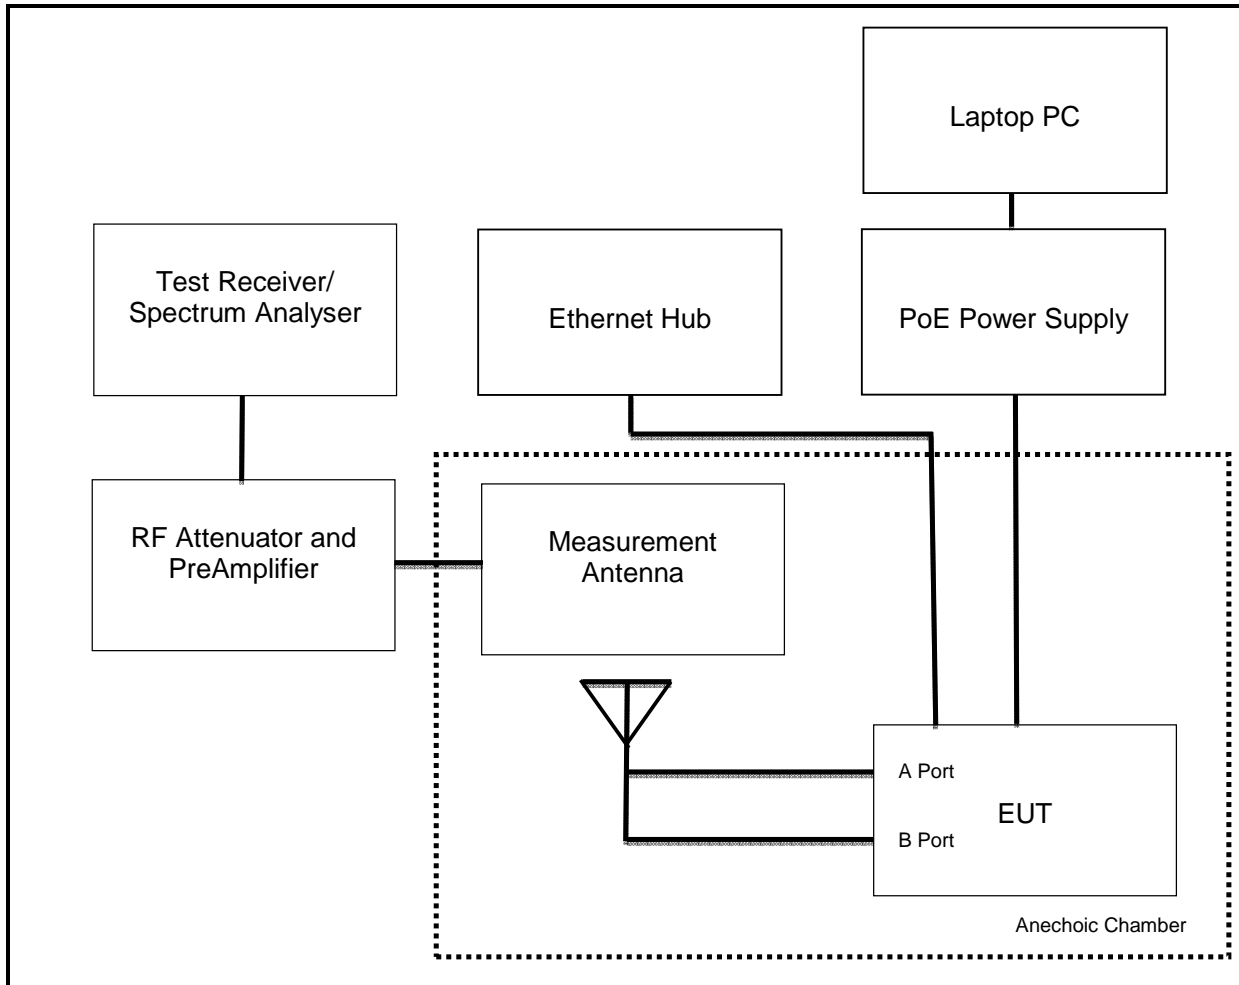 Laptop PC
Test Receiver/
Spectrum Analyser
Ethernet Hub
PoE Power Supply
RF Attenuator and
PreAmplifier
Measurement
Antenna
A Port
EUT
B Port
Anechoic Chamber